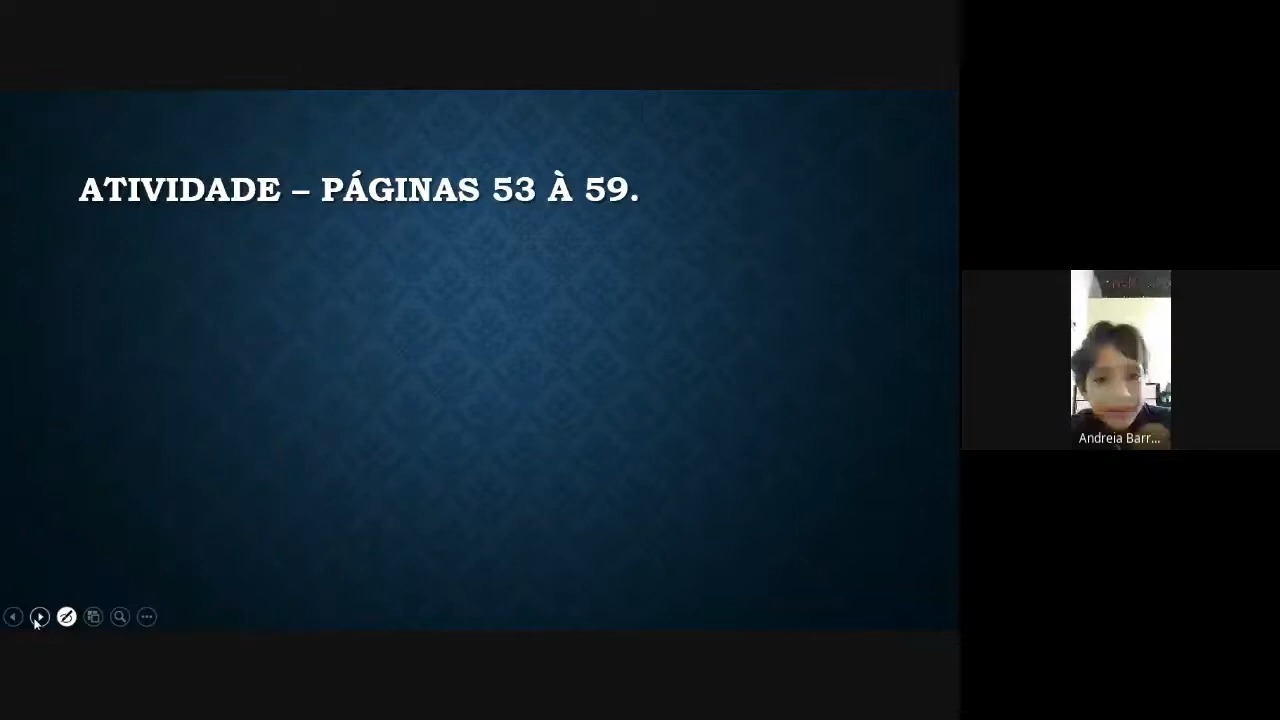 ATIVIDADE – PÁGINAS 53 À 59.
Andreia Barr...